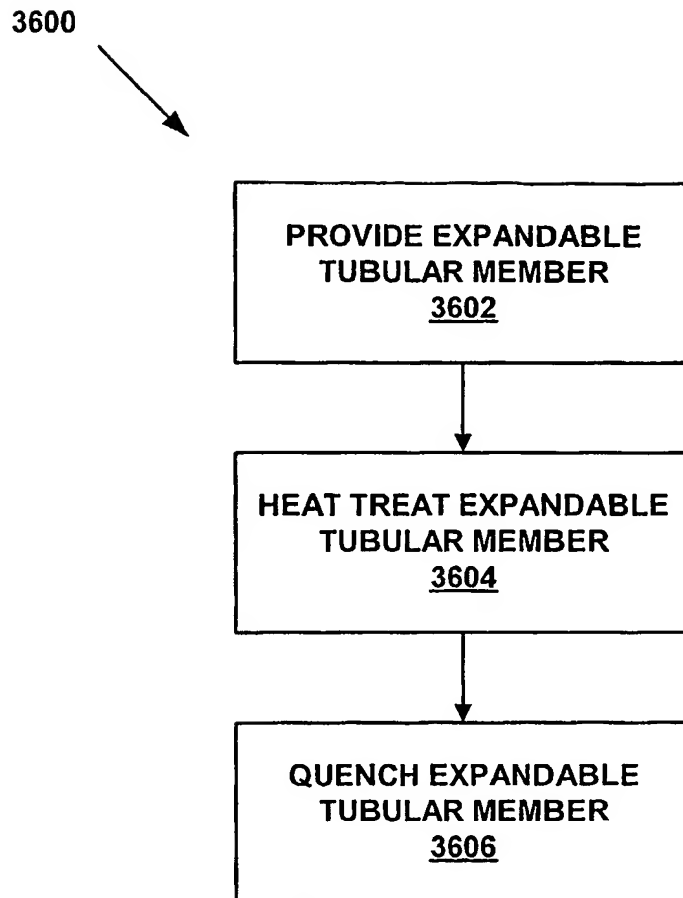 3600
PROVIDE EXPANDABLE
TUBULAR MEMBER
3602
HEAT TREAT EXPANDABLE
TUBULAR MEMBER
3604
QUENCH EXPANDABLE
TUBULAR MEMBER
3606